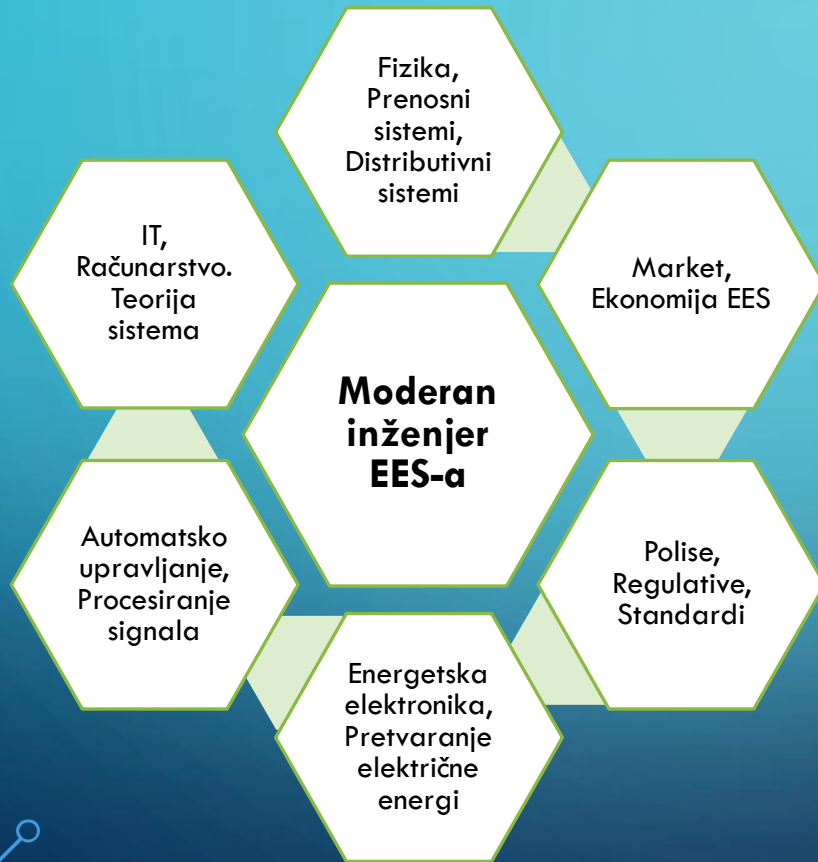 Fizika,
Prenosni
sistemi,
Distributivni
sistemi
Market,
Ekonomija EES
Polise,
Regulative,
Standardi
Energetska
elektronika,
Pretvaranje
električne
energi
Automatsko
upravljanje,
Procesiranje
signala
IT,
Računarstvo.
Teorija
sistema
Moderan
inženjer
EES-a